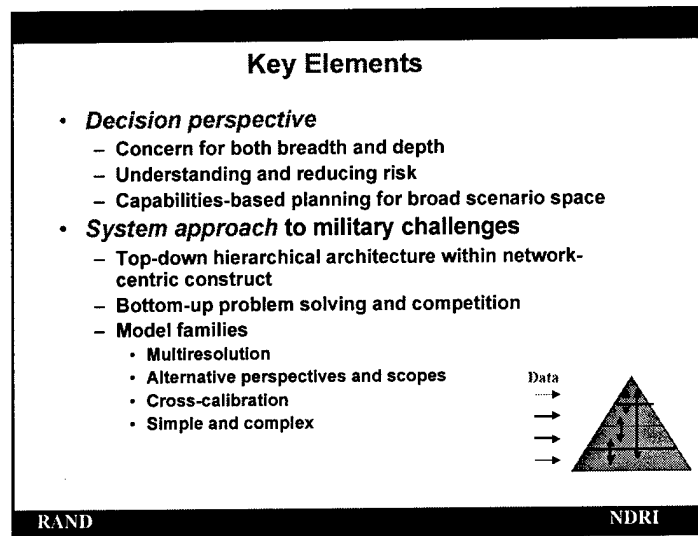 Key Elements
• Decision perspective
– Concern for both breadth and depth
– Understanding and reducing risk
– Capabilities-based planning for broad scenario space
• System approach to military challenges
– Top-down hierarchical architecture within network-
centric construct
– Bottom-up problem solving and competition
– Model families
• Multiresolution
• Alternative perspectives and scopes
• Cross-calibration
• Simple and complex
Data
RAND
NDRI